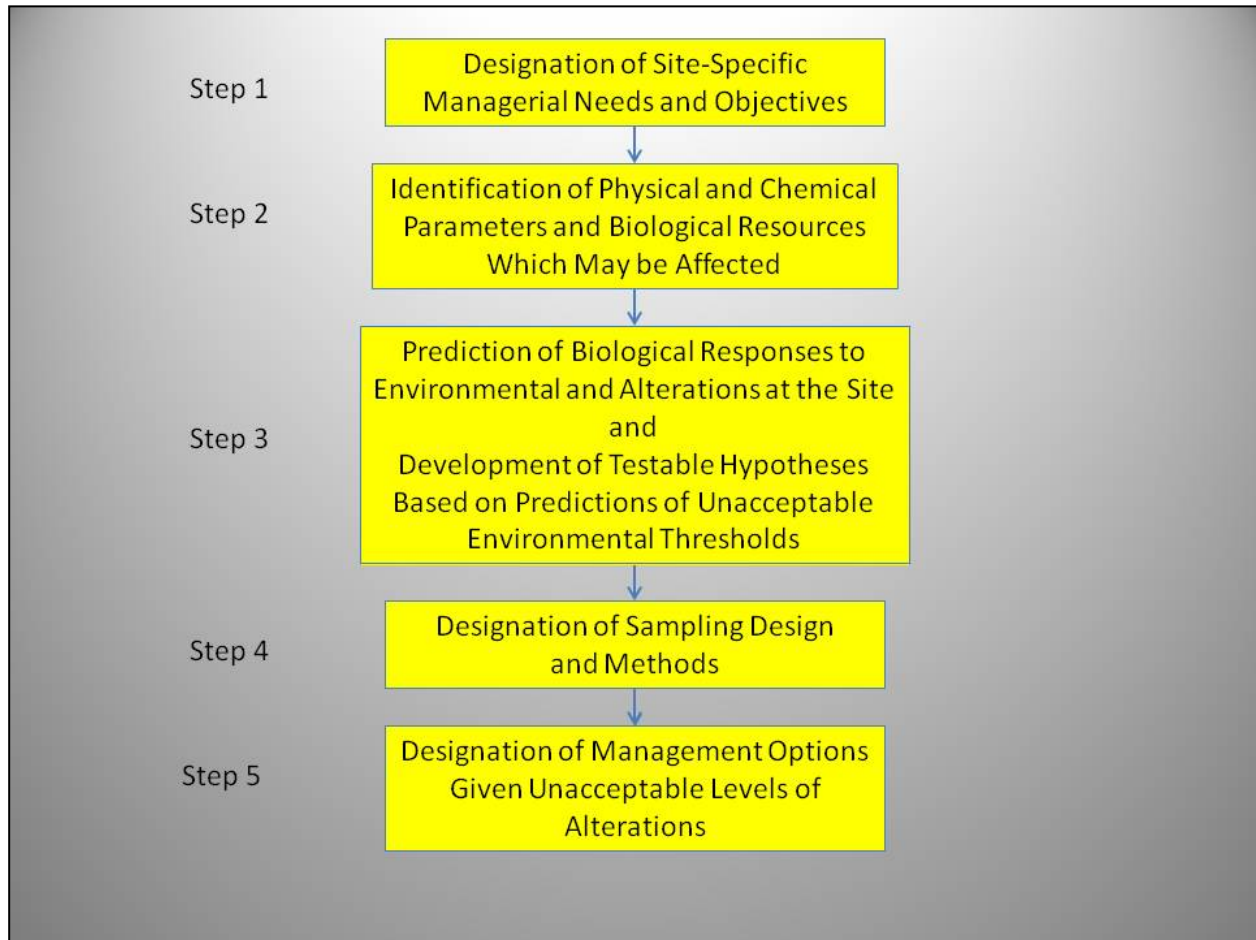 Step 1
Designation of Site-Specific
Managerial Needs and Objectives
Step 2
Identification of Physical and Chemical
Parameters and Biological Resources
Which May be Affected
Step 3
Prediction of Biological Responses to
Environmental and Alterations at the Site
and
Development of Testable Hypotheses
Based on Predictions of Unacceptable
Environmental Thresholds
Step 4
Designation of Sampling Design
and Methods
Step 5
Designation of Management Options
Given Unacceptable Levels of
Alterations